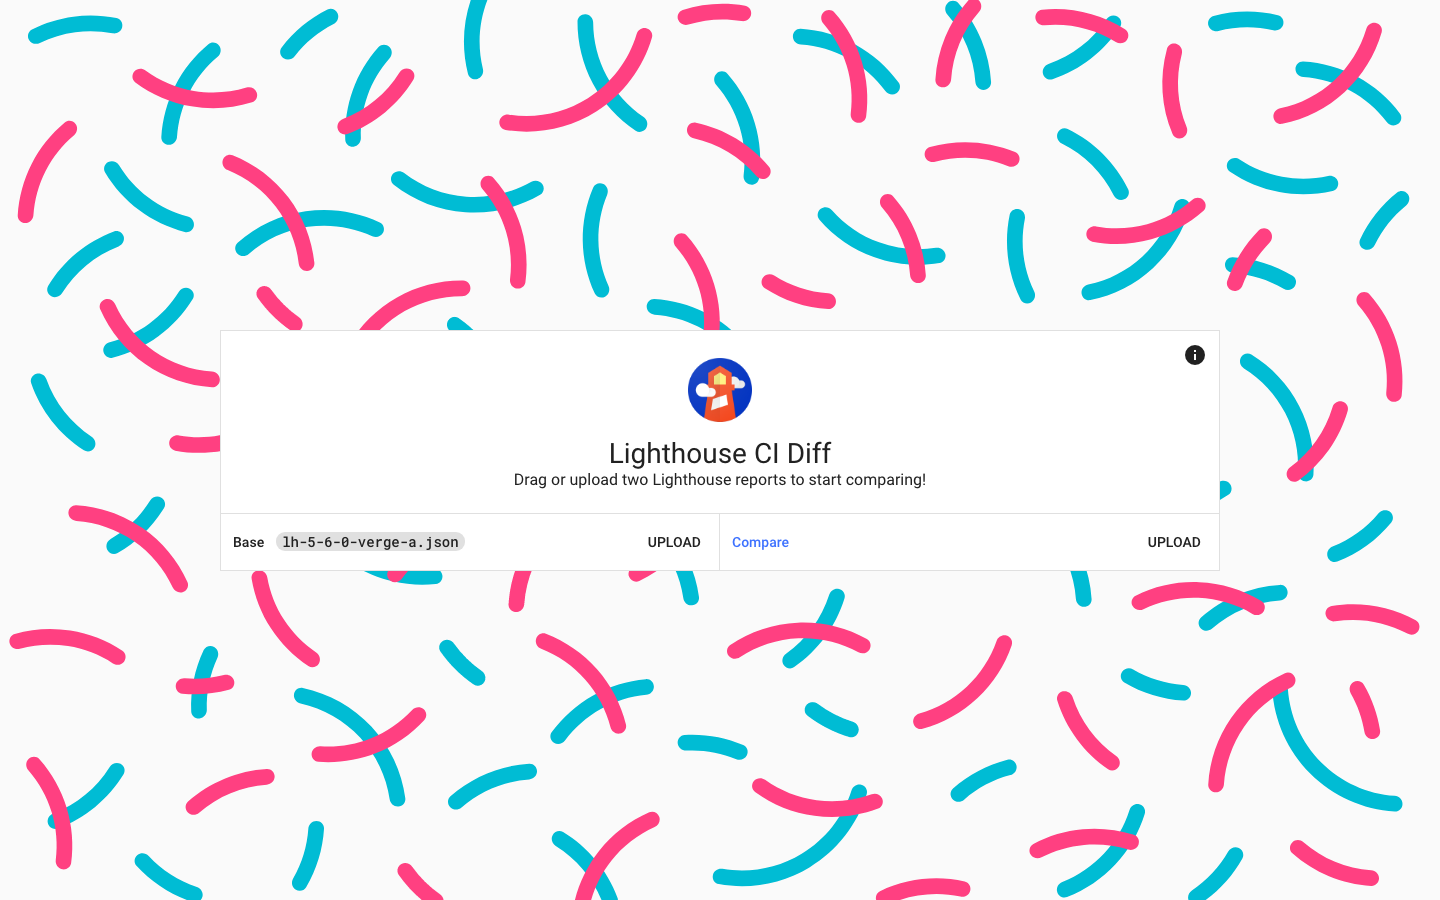 Lighthouse CI Diff
Drag or upload two Lighthouse reports to start comparing!
Base lh-5-6-0-verge-a.json UPLOAD Compare UPLOAD